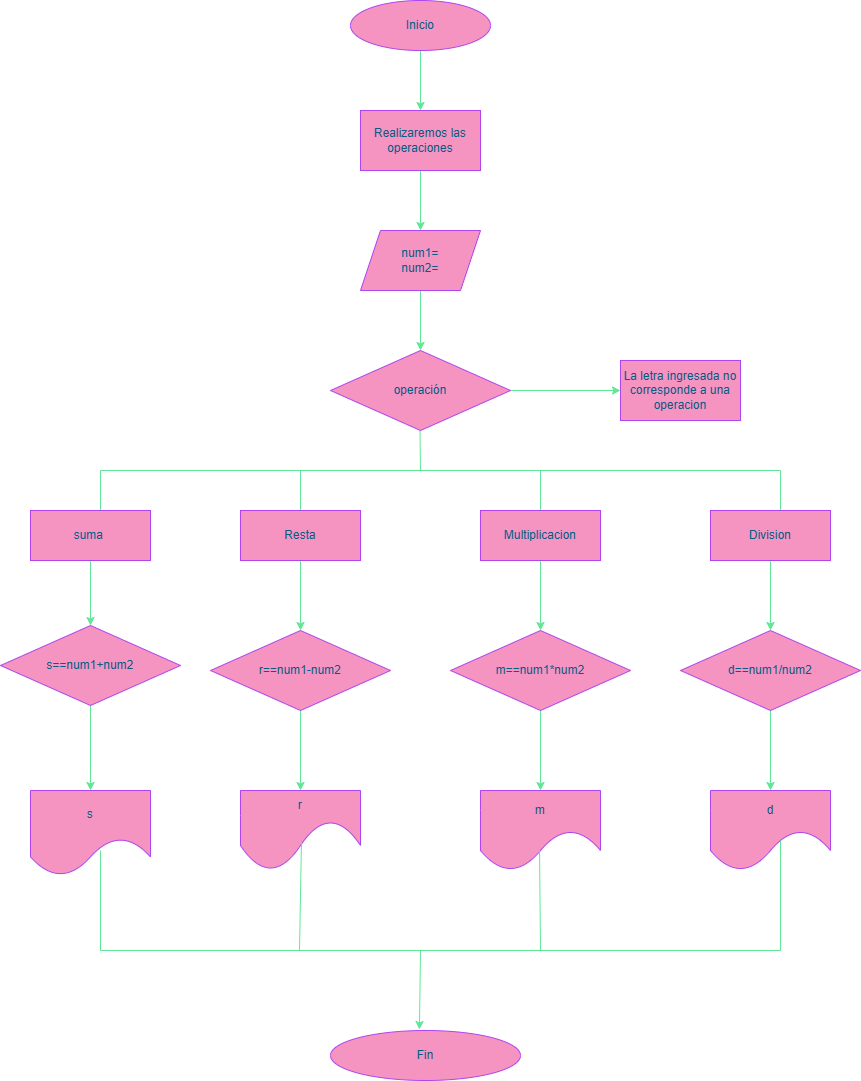 Inicio
Realizaremos las
operaciones
num1=
num2=
operación
La letra ingresada no
corresponde a una
operacion
suma
Resta
Multiplicacion
Division
s==num1+num2
r==num1-num2
m==num1*num2
d==num1/num2
s
r
m
d
Fin